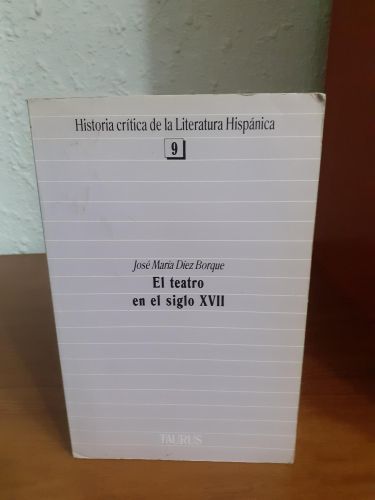 Historia crítica de la Literatura Hispánica
9
José María Díez Borque
El teatro
en el siglo XVII
TAURUS